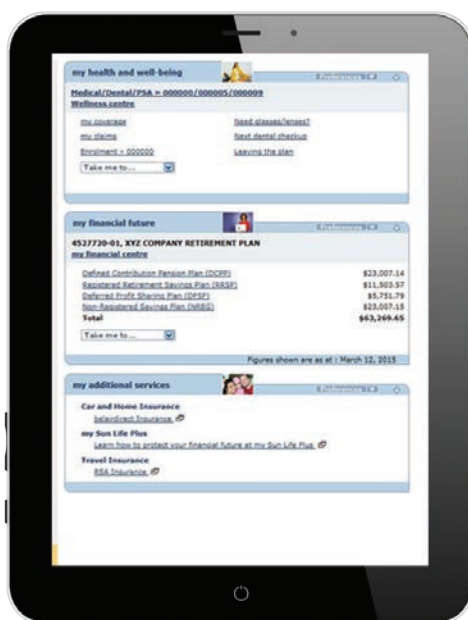 my health and well-being
Preferences
Medical/Dental/PSA » 000000/000005/000009
Wellness centre
my coverage Need glasses/lenses?
my claims Next dental checkup
Enrolment » 000000 Leaving the plan
Take me to...
my financial future
Preferences
4527720-01, XYZ COMPANY RETIREMENT PLAN
my financial centre
Defined Contribution Pension Plan (DCPP) $23,007.14
Registered Retirement Savings Plan (RRSP) $11,503.57
Deferred Profit Sharing Plan (DPSP) $5,751.79
Non-Registered Savings Plan (NREG) $23,007.15
Total $63,269.65
Take me to ...
Figures shown are as at : March 12, 2015
my additional services
Preferences
Car and Home Insurance
belairdirect Insurance
my Sun Life Plus
Learn how to protect your financial future at my Sun Life Plus
Travel Insurance
RSA Insurance